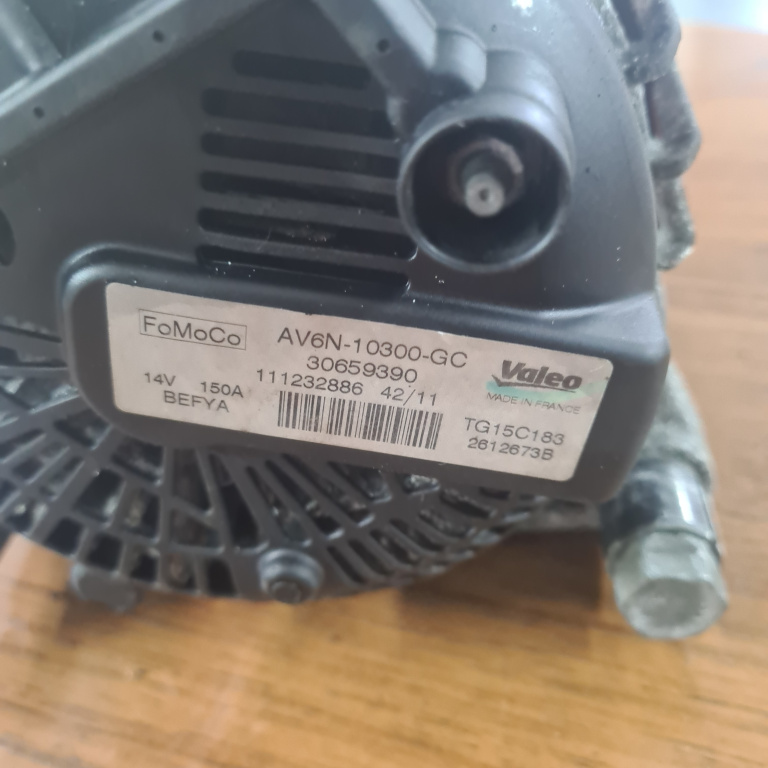 FoMoCo
AV6N-10300-GC
30659390
14V 150A
111232886 42/11
BEFYA
Valeo
MADE IN FRANCE
TG15C183
2612673B